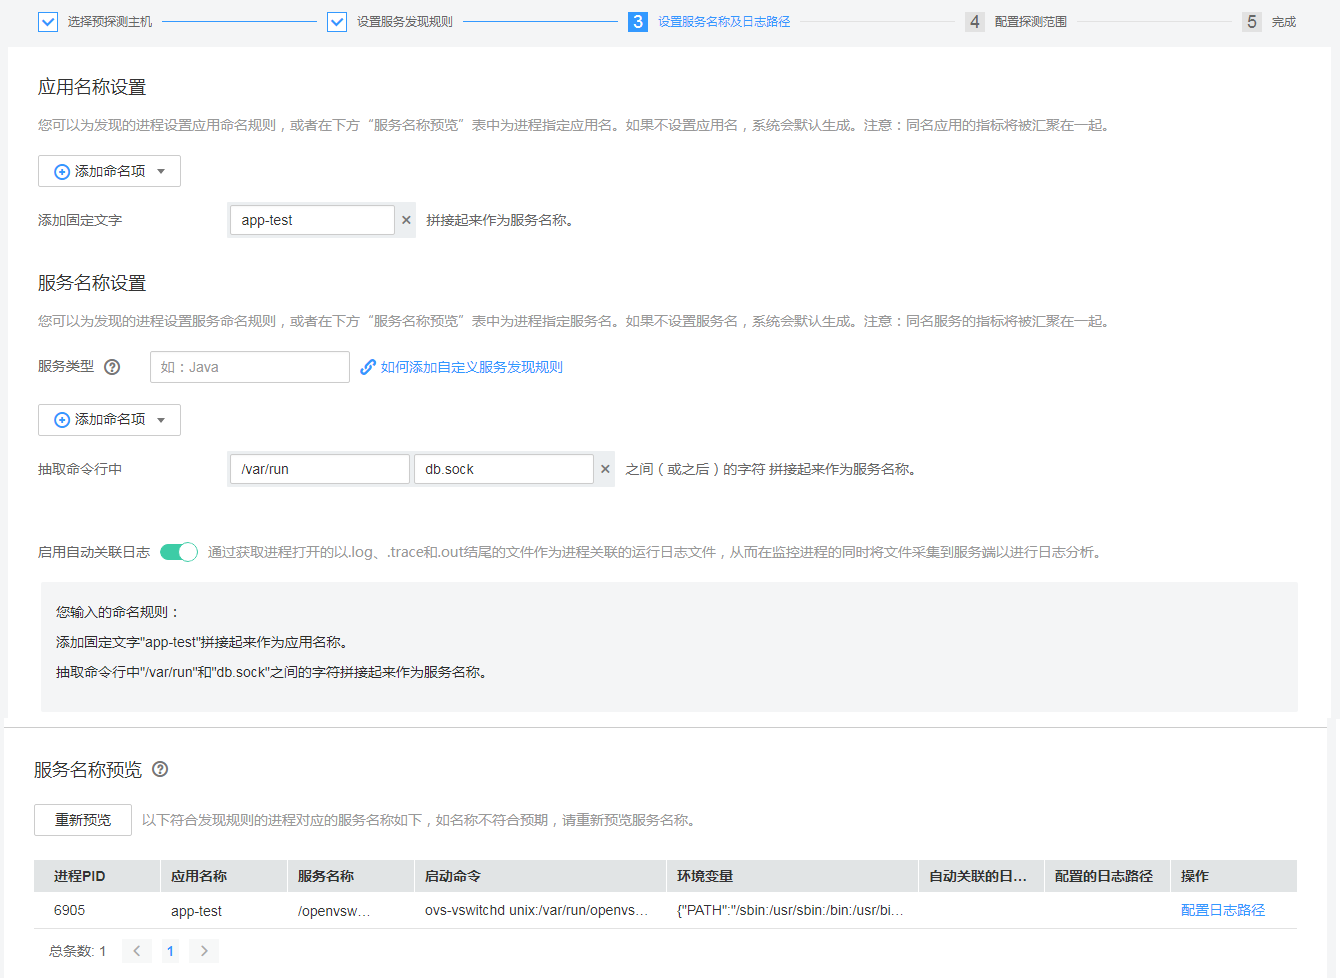 选择预探测主机 设置服务发现规则 3 设置服务名称及日志路径 4 配置探测范围 5 完成
应用名称设置
您可以为发现的进程设置应用命名规则，或者在下方“服务名称预览”表中为进程指定应用名。如果不设置应用名，系统会默认生成。注意：同名应用的指标将被汇聚在一起。
添加命名项
添加固定文字 app-test × 拼接起来作为服务名称。
服务名称设置
您可以为发现的进程设置服务命名规则，或者在下方“服务名称预览”表中为进程指定服务名。如果不设置服务名，系统会默认生成。注意：同名服务的指标将被汇聚在一起。
服务类型 ? 如：Java 如何添加自定义服务发现规则
添加命名项
抽取命令行中 /var/run db.sock × 之间（或之后）的字符 拼接起来作为服务名称。
启用自动关联日志 通过获取进程打开的以.log、.trace和.out结尾的文件作为进程关联的运行日志文件，从而在监控进程的同时将文件采集到服务端以进行日志分析。
您输入的命名规则：
添加固定文字"app-test"拼接起来作为应用名称。
抽取命令行中"/var/run"和"db.sock"之间的字符拼接起来作为服务名称。
服务名称预览 ?
重新预览 以下符合发现规则的进程对应的服务名称如下，如名称不符合预期，请重新预览服务名称。
进程PID 应用名称 服务名称 启动命令 环境变量 自动关联的日... 配置的日志路径 操作
6905 app-test /openvsw... ovs-vswitchd unix:/var/run/openvs... {"PATH":"/sbin:/usr/sbin:/bin:/usr/bi... 配置日志路径
总条数: 1 < 1 >